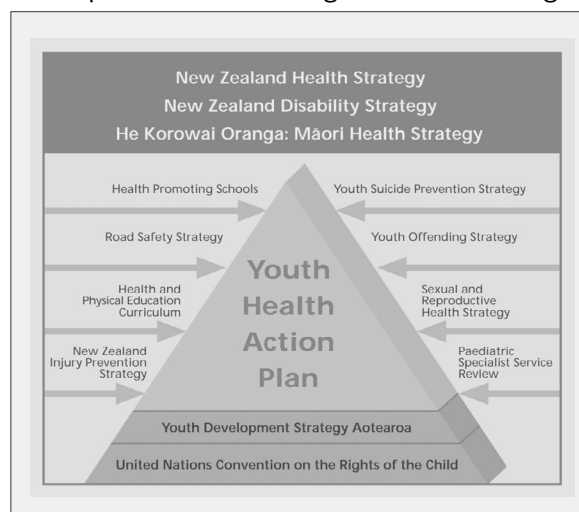 New Zealand Health Strategy
New Zealand Disability Strategy
He Korowai Oranga: Māori Health Strategy
Health Promoting Schools
Youth Suicide Prevention Strategy
Road Safety Strategy
Youth Offending Strategy
Youth
Health
Action
Plan
Health and
Physical Education
Curriculum
Sexual and
Reproductive
Health Strategy
New Zealand
Injury Prevention
Strategy
Paediatric
Specialist Service
Review
Youth Development Strategy Aotearoa
United Nations Convention on the Rights of the Child